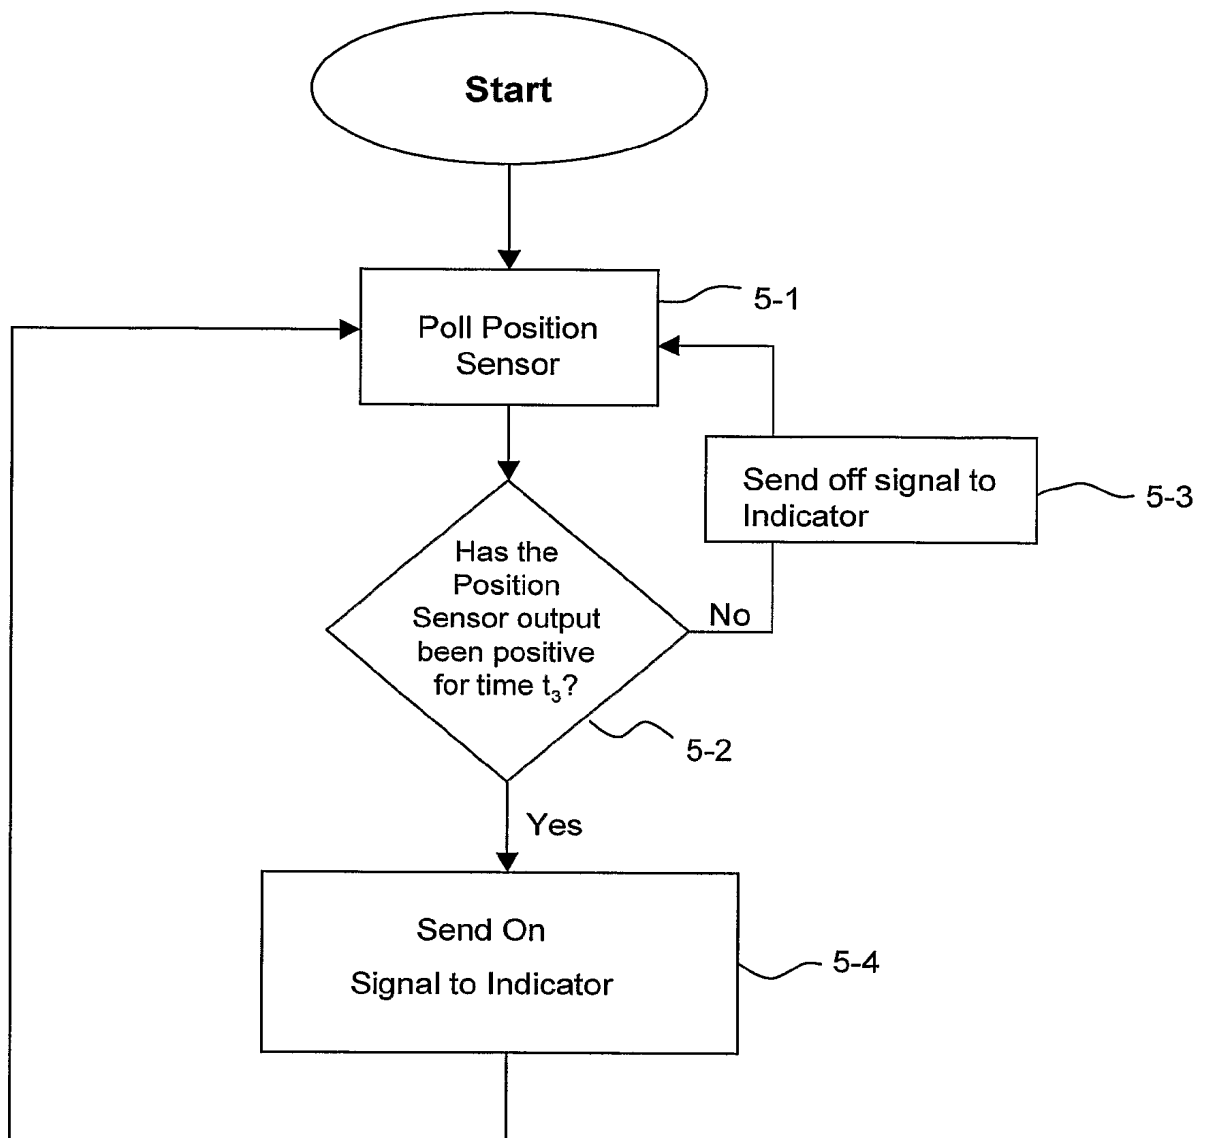 Start
5-1
Poll Position
Sensor
Send off signal to
Indicator
5-3
Has the
Position
Sensor output
been positive
for time t₃?
No
5-2
Yes
Send On
Signal to Indicator
5-4